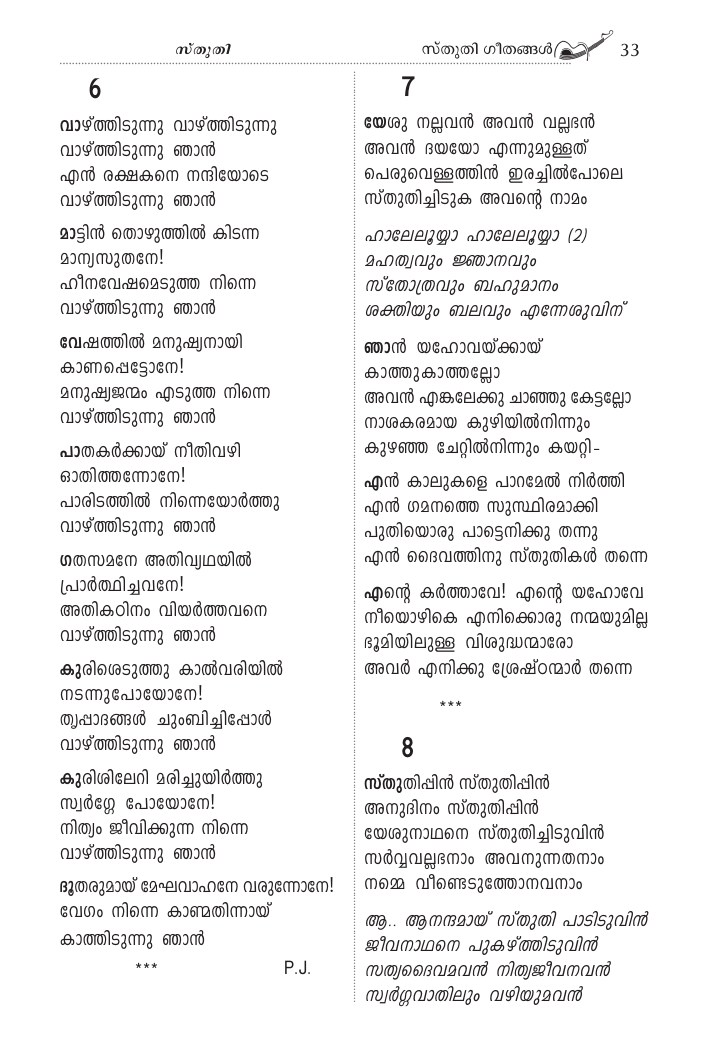 സ്തുതി
സ്തുതി ഗീതങ്ങൾ 33
6
വാഴ്ത്തിടുന്നു വാഴ്ത്തിടുന്നു
വാഴ്ത്തിടുന്നു ഞാൻ
എൻ രക്ഷകനെ നന്ദിയോടെ
വാഴ്ത്തിടുന്നു ഞാൻ
മാട്ടിൻ തൊഴുത്തിൽ കിടന്ന
മാന്യസുതനേ!
ഹീനവേഷമെടുത്ത നിന്നെ
വാഴ്ത്തിടുന്നു ഞാൻ
വേഷത്തിൽ മനുഷ്യനായി
കാണപ്പെട്ടോനേ!
മനുഷ്യജന്മം എടുത്ത നിന്നെ
വാഴ്ത്തിടുന്നു ഞാൻ
പാതകർക്കായ് നീതിവഴി
ഓതിത്തന്നോനേ!
പാരിടത്തിൽ നിന്നെയോർത്തു
വാഴ്ത്തിടുന്നു ഞാൻ
ഗതസമനേ അതിവ്യഥയിൽ
പ്രാർത്ഥിച്ചവനേ!
അതികഠിനം വിയർത്തവനെ
വാഴ്ത്തിടുന്നു ഞാൻ
കുരിശെടുത്തു കാൽവരിയിൽ
നടന്നുപോയോനേ!
തൃപ്പാദങ്ങൾ ചുംബിച്ചിപ്പോൾ
വാഴ്ത്തിടുന്നു ഞാൻ
കുരിശിലേറി മരിച്ചുയിർത്തു
സ്വർഗ്ഗേ പോയോനേ!
നിത്യം ജീവിക്കുന്ന നിന്നെ
വാഴ്ത്തിടുന്നു ഞാൻ
ദൂതരുമായ് മേഘവാഹനേ വരുന്നോനേ!
വേഗം നിന്നെ കാണ്മതിന്നായ്
കാത്തിടുന്നു ഞാൻ
*** P.J.
7
യേശു നല്ലവൻ അവൻ വല്ലഭൻ
അവൻ ദയയോ എന്നുമുള്ളത്
പെരുവെള്ളത്തിൻ ഇരച്ചിൽപോലെ
സ്തുതിച്ചിടുക അവന്റെ നാമം
ഹാലേലൂയ്യാ ഹാലേലൂയ്യാ (2)
മഹത്വവും ജ്ഞാനവും
സ്തോത്രവും ബഹുമാനം
ശക്തിയും ബലവും എന്നേശുവിന്
ഞാൻ യഹോവയ്ക്കായ്
കാത്തുകാത്തല്ലോ
അവൻ എങ്കലേക്കു ചാഞ്ഞു കേട്ടല്ലോ
നാശകരമായ കുഴിയിൽനിന്നും
കുഴഞ്ഞ ചേറ്റിൽനിന്നും കയറ്റി-
എൻ കാലുകളെ പാറമേൽ നിർത്തി
എൻ ഗമനത്തെ സുസ്ഥിരമാക്കി
പുതിയൊരു പാട്ടെനിക്കു തന്നു
എൻ ദൈവത്തിനു സ്തുതികൾ തന്നെ
എന്റെ കർത്താവേ! എന്റെ യഹോവേ
നീയൊഴികെ എനിക്കൊരു നന്മയുമില്ല
ഭൂമിയിലുള്ള വിശുദ്ധന്മാരോ
അവർ എനിക്കു ശ്രേഷ്ഠന്മാർ തന്നെ
***
8
സ്തുതിപ്പിൻ സ്തുതിപ്പിൻ
അനുദിനം സ്തുതിപ്പിൻ
യേശുനാഥനെ സ്തുതിച്ചിടുവിൻ
സർവ്വവല്ലഭനാം അവനുന്നതനാം
നമ്മെ വീണ്ടെടുത്തോനവനാം
ആ.. ആനന്ദമായ് സ്തുതി പാടിടുവിൻ
ജീവനാഥനെ പുകഴ്ത്തിടുവിൻ
സത്യദൈവമവൻ നിത്യജീവനവൻ
സ്വർഗ്ഗവാതിലും വഴിയുമവൻ